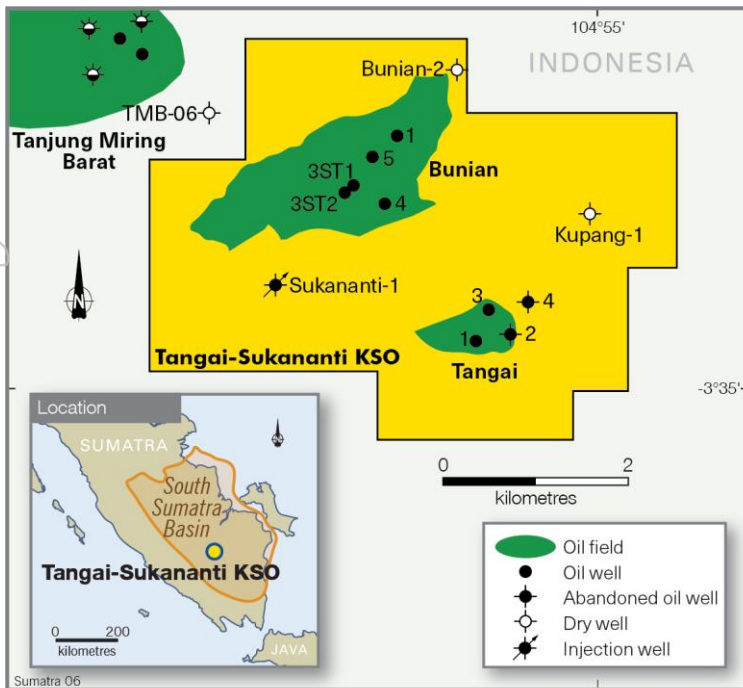 104°55'
INDONESIA
Bunian-2
TMB-06
Tanjung Miring
Barat
1
5
Bunian
3ST1
3ST2
4
Kupang-1
Sukananti-1
N
3
4
2
1
Tangai-Sukananti KSO
Tangai
-3°35'
Location
SUMATRA
South
Sumatra
Basin
Tangai-Sukananti KSO
0 200
kilometres
JAVA
0 2
kilometres
Oil field
Oil well
Abandoned oil well
Dry well
Injection well
Sumatra 06